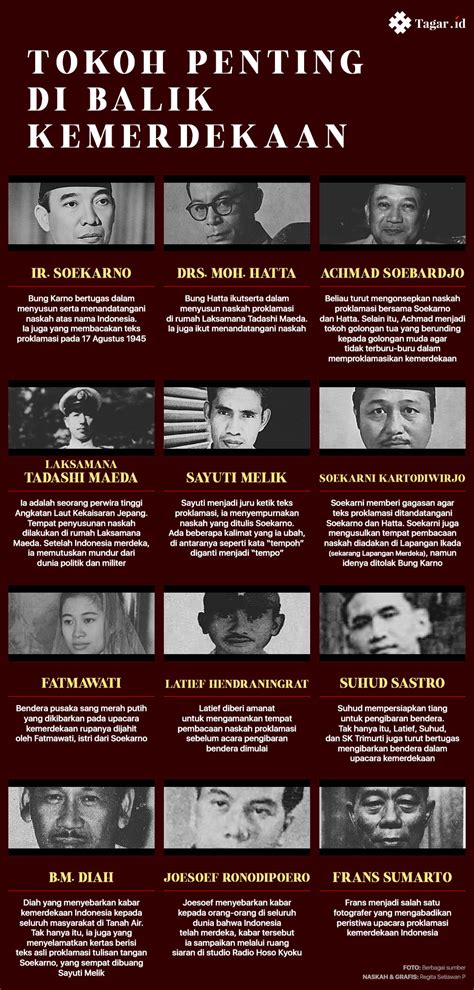 Tagar.id
TOKOH PENTING
DI BALIK
KEMERDEKAAN
IR. SOEKARNO
Bung Karno bertugas dalam
menyusun serta menandatangani
naskah atas nama Indonesia.
Ia juga yang membacakan teks
proklamasi pada 17 Agustus 1945
DRS. MOH. HATTA
Bung Hatta ikutserta dalam
menyusun naskah proklamasi
di rumah Laksamana Tadashi Maeda.
Ia juga ikut menandatangani naskah
ACHMAD SOEBARDJO
Beliau turut mengonsepkan naskah
proklamasi bersama Soekarno
dan Hatta. Selain itu, Achmad menjadi
tokoh golongan tua yang berunding
kepada golongan muda agar
tidak terburu-buru dalam
memproklamasikan kemerdekaan
LAKSAMANA
TADASHI MAEDA
Ia adalah seorang perwira tinggi
Angkatan Laut Kekaisaran Jepang.
Tempat penyusunan naskah
dilakukan di rumah Laksamana
Maeda. Setelah Indonesia merdeka,
ia memutuskan mundur dari
dunia politik dan militer
SAYUTI MELIK
Sayuti menjadi juru ketik teks
proklamasi, ia menyempurnakan
naskah yang ditulis Soekarno.
Ada beberapa kalimat yang ia ubah,
di antaranya seperti kata "tempoh"
diganti menjadi "tempo"
SOEKARNI KARTODIWIRJO
Soekarni memberi gagasan agar
teks proklamasi ditandatangani
Soekarno dan Hatta. Soekarni juga
mengusulkan tempat pembacaan
naskah diadakan di Lapangan Ikada
(sekarang Lapangan Merdeka), namun
idenya ditolak Bung Karno
FATMAWATI
Bendera pusaka sang merah putih
yang dikibarkan pada upacara
kemerdekaan rupanya dijahit
oleh Fatmawati, istri dari Soekarno
LATIEF HENDRANINGRAT
Latief diberi amanat
untuk mengamankan tempat
pembacaan naskah proklamasi
sebelum acara pengibaran
bendera dimulai
SUHUD SASTRO
Suhud mempersiapkan tiang
untuk pengibaran bendera.
Tak hanya itu, Latief, Suhud,
dan SK Trimurti juga turut bertugas
mengibarkan bendera dalam
upacara kemerdekaan
B.M. DIAH
Diah yang menyebarkan kabar
kemerdekaan Indonesia kepada
seluruh masyarakat di Tanah Air.
Tak hanya itu, ia juga yang
menyelamatkan kertas berisi
teks asli proklamasi tulisan tangan
Soekarno, yang sempat dibuang
Sayuti Melik
JOESOEF RONODIPOERO
Joesoef menyebarkan kabar
kepada orang-orang di seluruh
dunia bahwa Indonesia
telah merdeka, kabar tersebut
ia sampaikan melalui ruang
siaran di studio Radio Hoso Kyoku
FRANS SUMARTO
Frans menjadi salah satu
fotografer yang mengabadikan
peristiwa upacara proklamasi
kemerdekaan Indonesia
FOTO: Berbagai sumber
NASKAH & GRAFIS: Regita Setiawan P